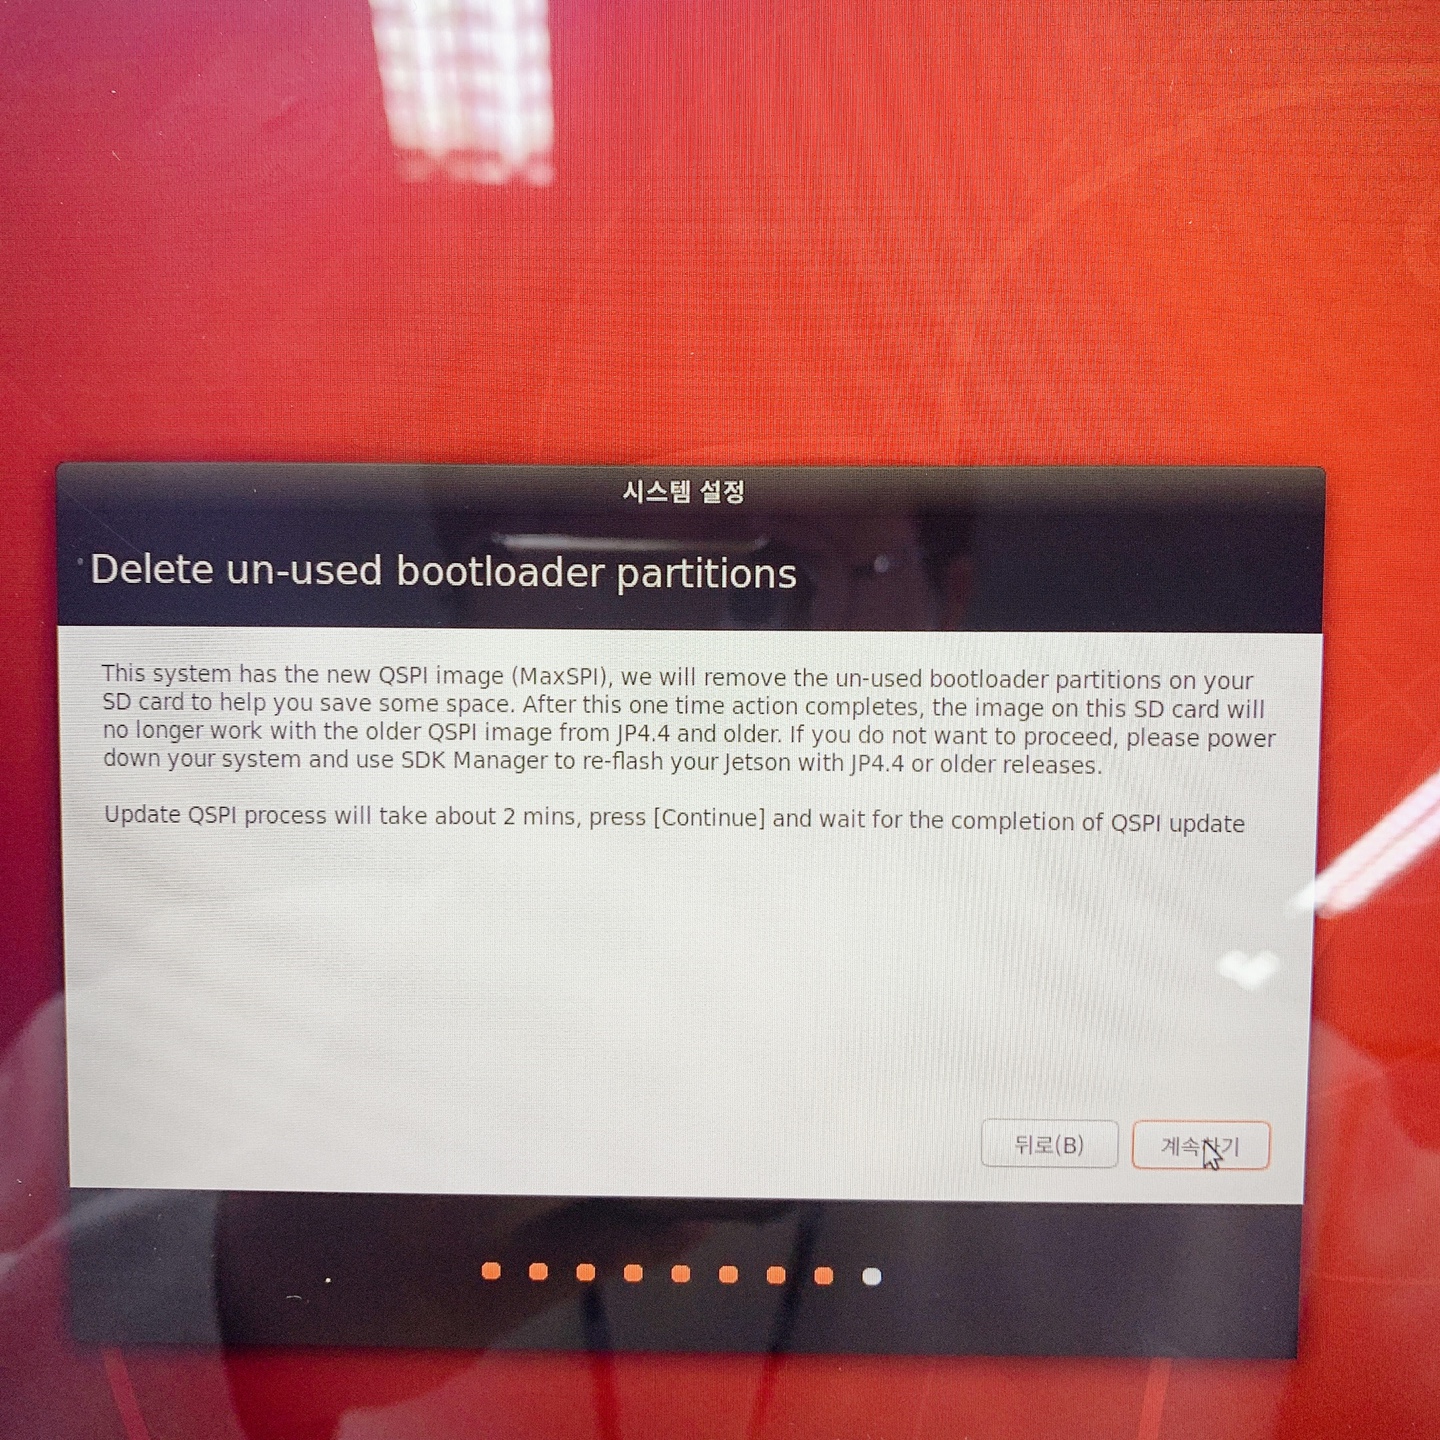 시스템 설정
Delete un-used bootloader partitions
This system has the new QSPI image (MaxSPI), we will remove the un-used bootloader partitions on your
SD card to help you save some space. After this one time action completes, the image on this SD card will
no longer work with the older QSPI image from JP4.4 and older. If you do not want to proceed, please power
down your system and use SDK Manager to re-flash your Jetson with JP4.4 or older releases.
Update QSPI process will take about 2 mins, press [Continue] and wait for the completion of QSPI update
뒤로(B)
계속하기